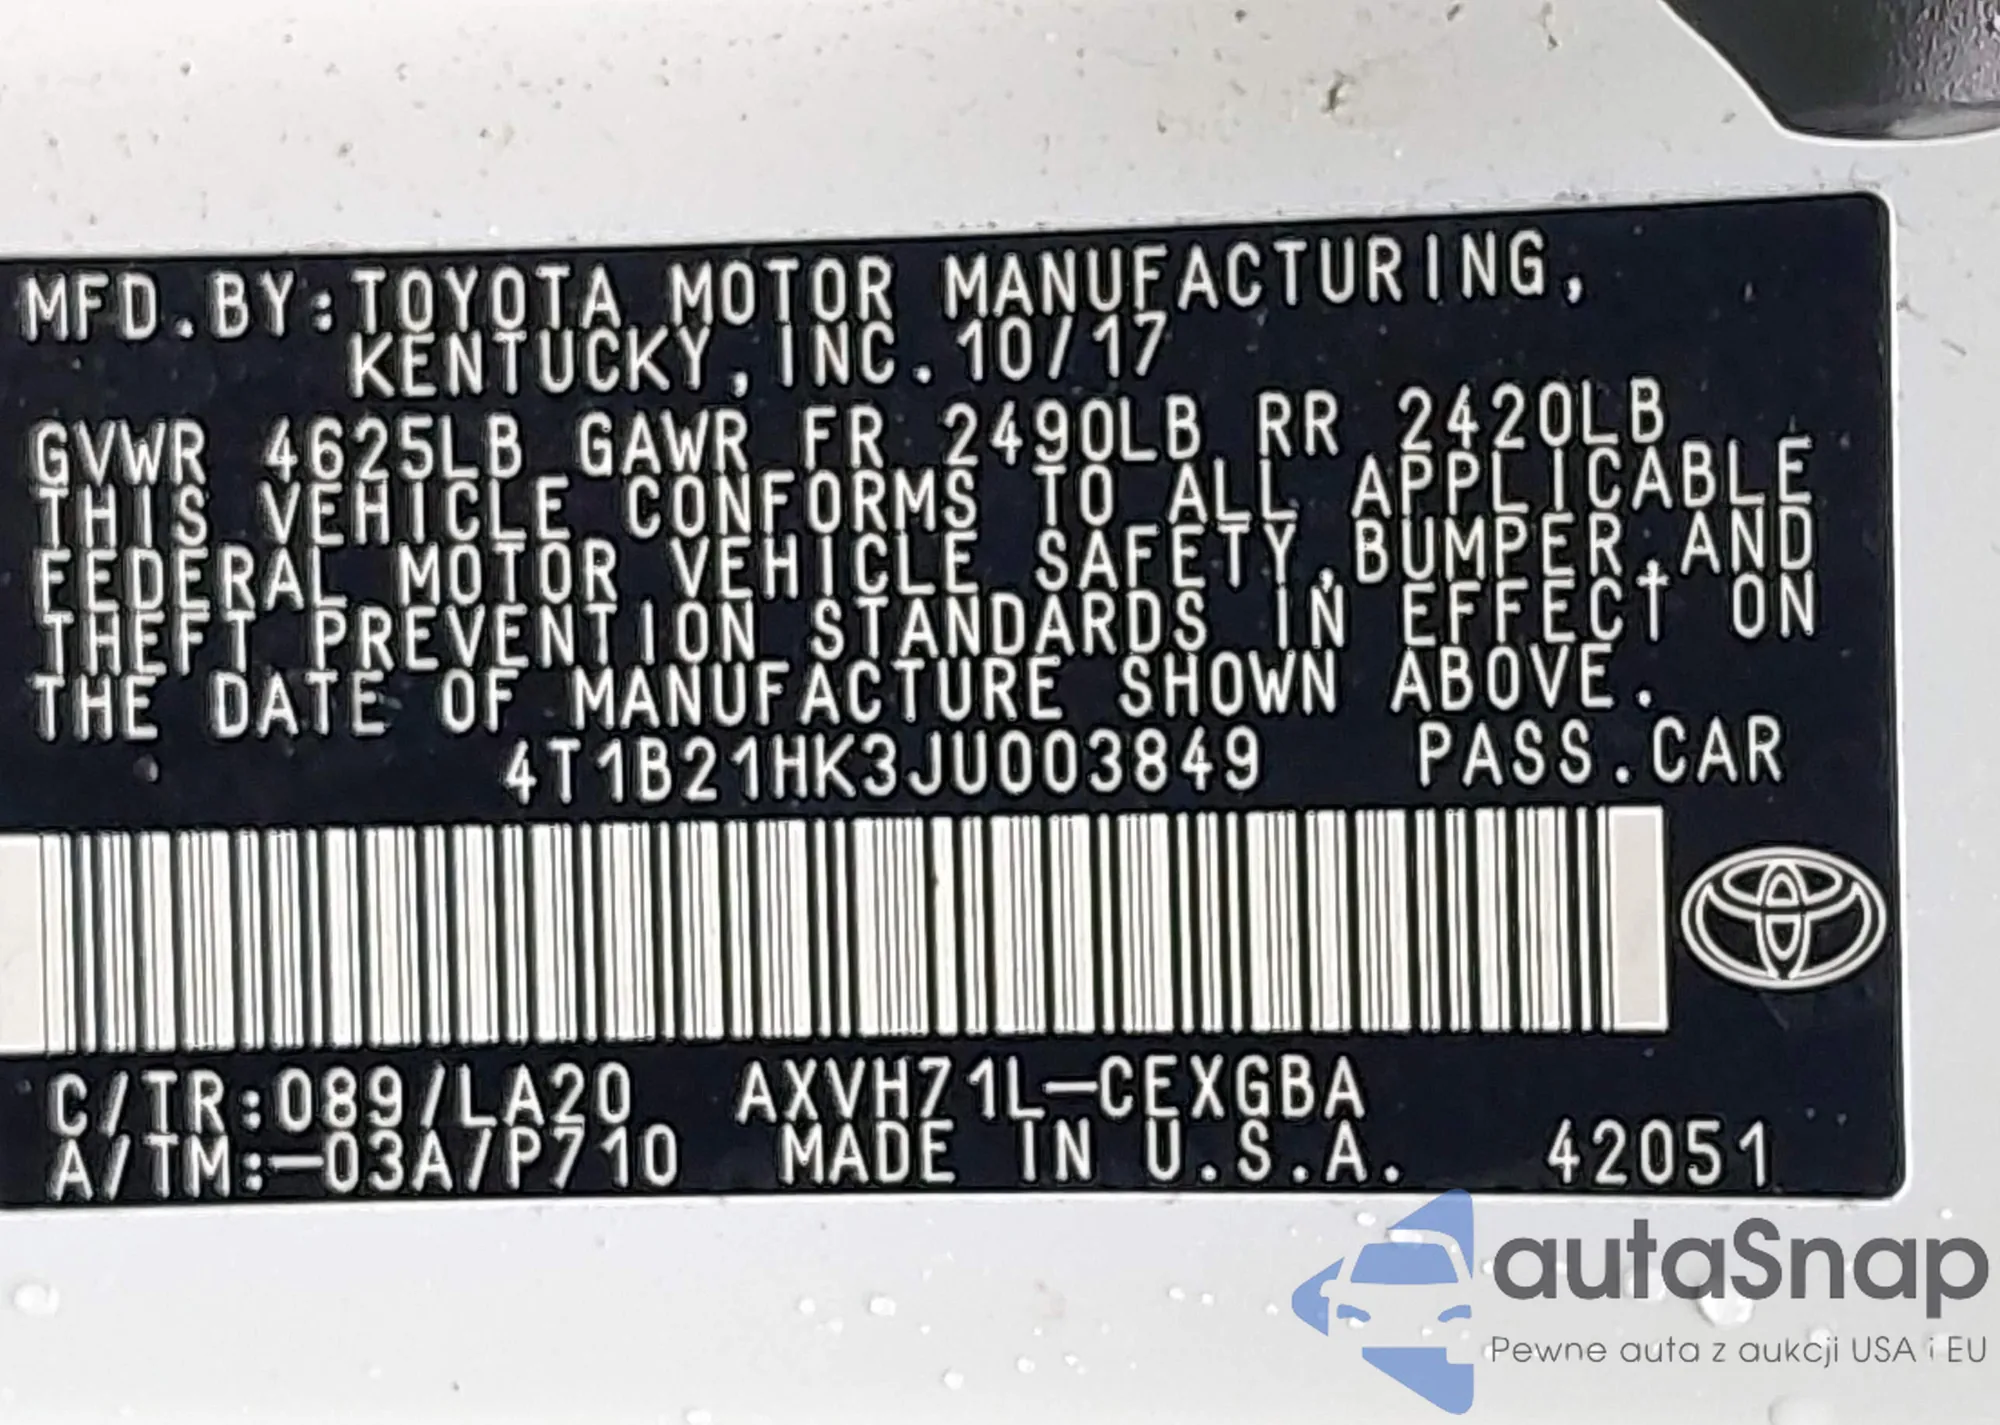 MFD.BY:TOYOTA MOTOR MANUFACTURING,
KENTUCKY, INC. 10/17
GVWR 4625LB GAWR FR 2490LB RR 2420LB
THIS VEHICLE CONFORMS TO ALL APPLICABLE
FEDERAL MOTOR VEHICLE SAFETY,BUMPER,AND
THEFT PREVENTION STANDARDS IN EFFECT ON
THE DATE OF MANUFACTURE SHOWN ABOVE.
4T1B21HK3JU003849 PASS.CAR
C/TR:089/LA20 AXVH71L-CEXGBA
A/TM:-03A/P710 MADE IN U.S.A. 42051
autaSnap
Pewne auta z aukcji USA i EU